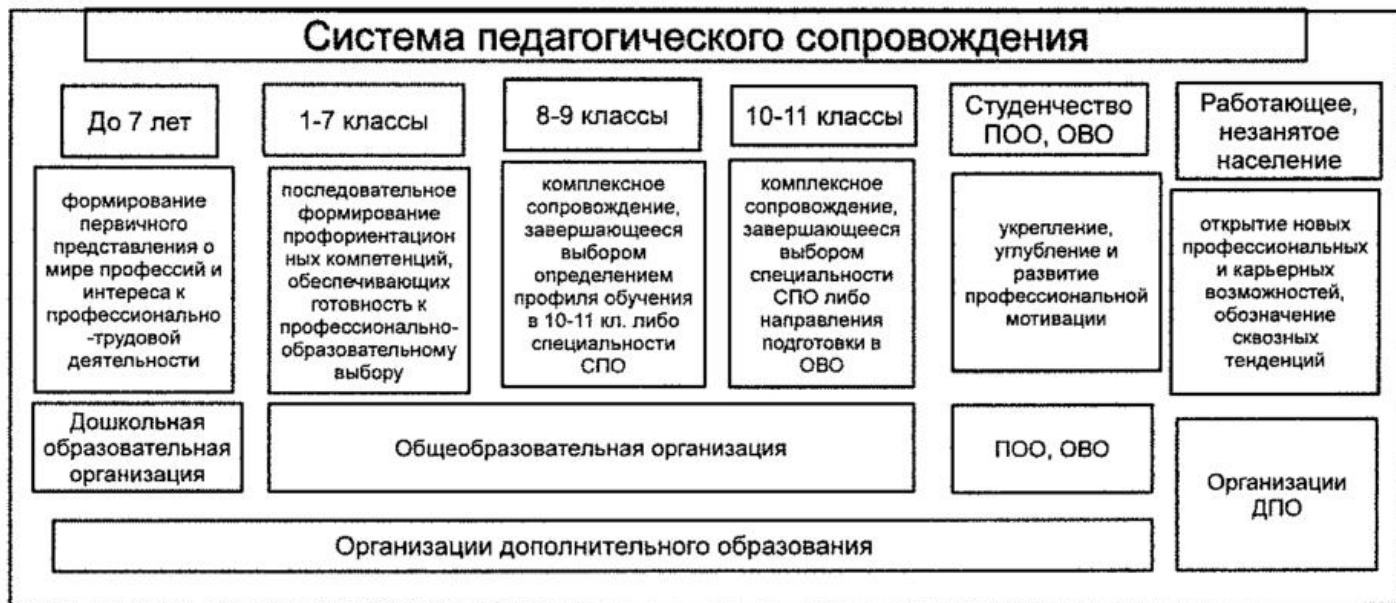 Система педагогического сопровождения
До 7 лет
1-7 классы
8-9 классы
10-11 классы
Студенчество
ПОО, ОВО
Работающее,
незанятое
население
формирование
первичного
представления о
мире профессий и
интереса к
профессионально
-трудовой
деятельности
последовательное
формирование
профориентацион
ных компетенций,
обеспечивающих
готовность к
профессионально-
образовательному
выбору
комплексное
сопровождение,
завершающееся
выбором
определением
профиля обучения
в 10-11 кл. либо
специальности
СПО
комплексное
сопровождение,
завершающееся
выбором
специальности
СПО либо
направления
подготовки в
ОВО
укрепление,
углубление и
развитие
профессиональной
мотивации
открытие новых
профессиональных
и карьерных
возможностей,
обозначение
сквозных
тенденций
Дошкольная
образовательная
организация
Общеобразовательная организация
ПОО, ОВО
Организации
ДПО
Организации дополнительного образования